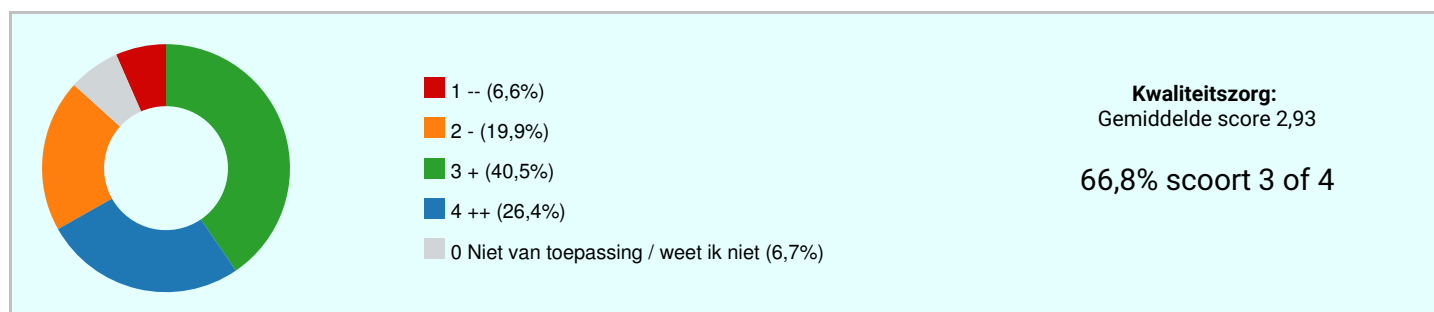 1 -- (6,6%)
2 - (19,9%)
3 + (40,5%)
4 ++ (26,4%)
0 Niet van toepassing / weet ik niet (6,7%)
Kwaliteitszorg:
Gemiddelde score 2,93
66,8% scoort 3 of 4